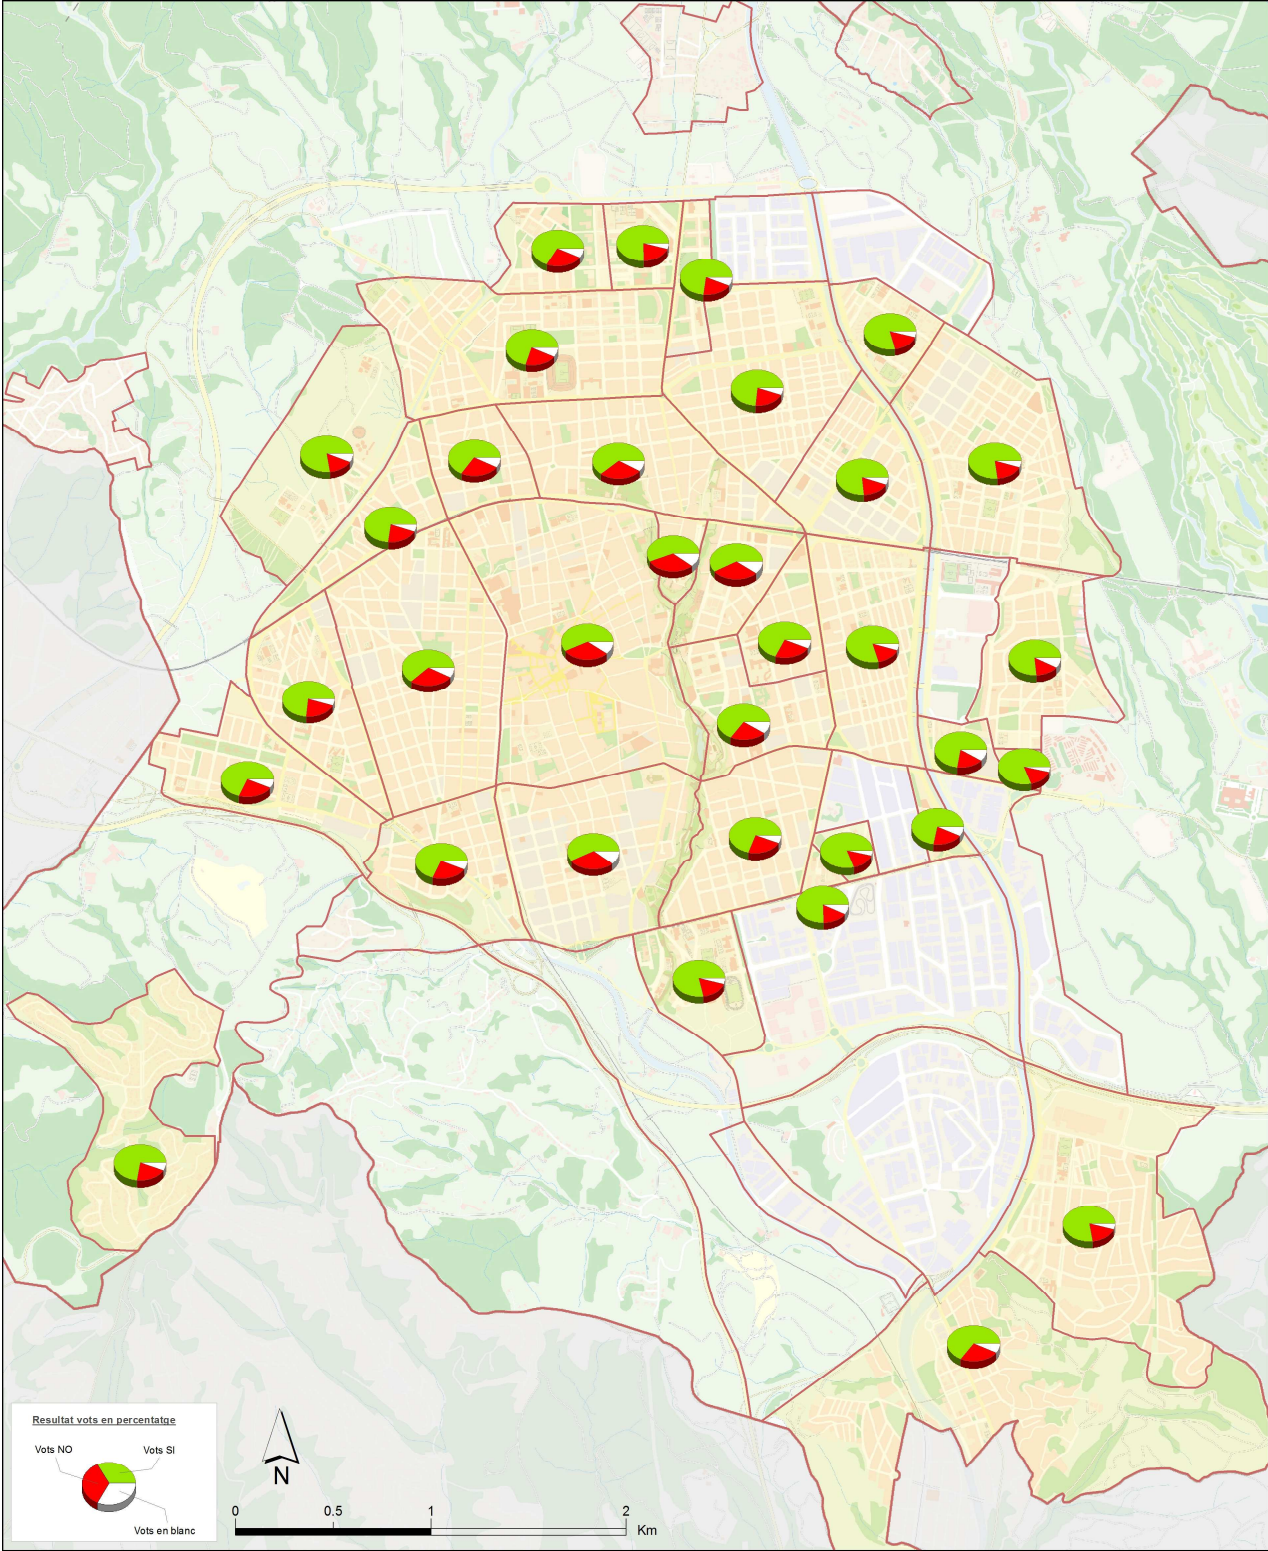 Resultat vots en percentatge
Vots NO
Vots SI
Vots en blanc
N
0 0.5 1 2
Km